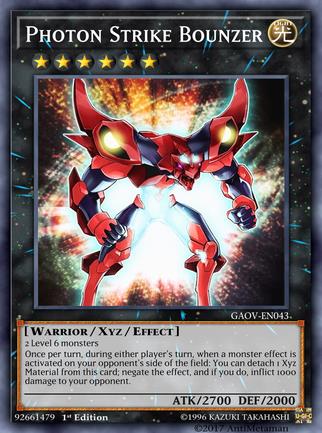 PHOTON STRIKE BOUNZER
LIGHT
光
GAOV-EN043
[WARRIOR/XYZ/EFFECT]
2 Level 6 monsters
Once per turn, during either player's turn, when a monster effect is
activated on your opponent's side of the field: You can detach 1 Xyz
Material from this card; negate the effect, and if you do, inflict 1000
damage to your opponent.
ATK/2700 DEF/2000
92661479 1st Edition ©1996 KAZUKI TAKAHASHI
©2017 AntiMetaman